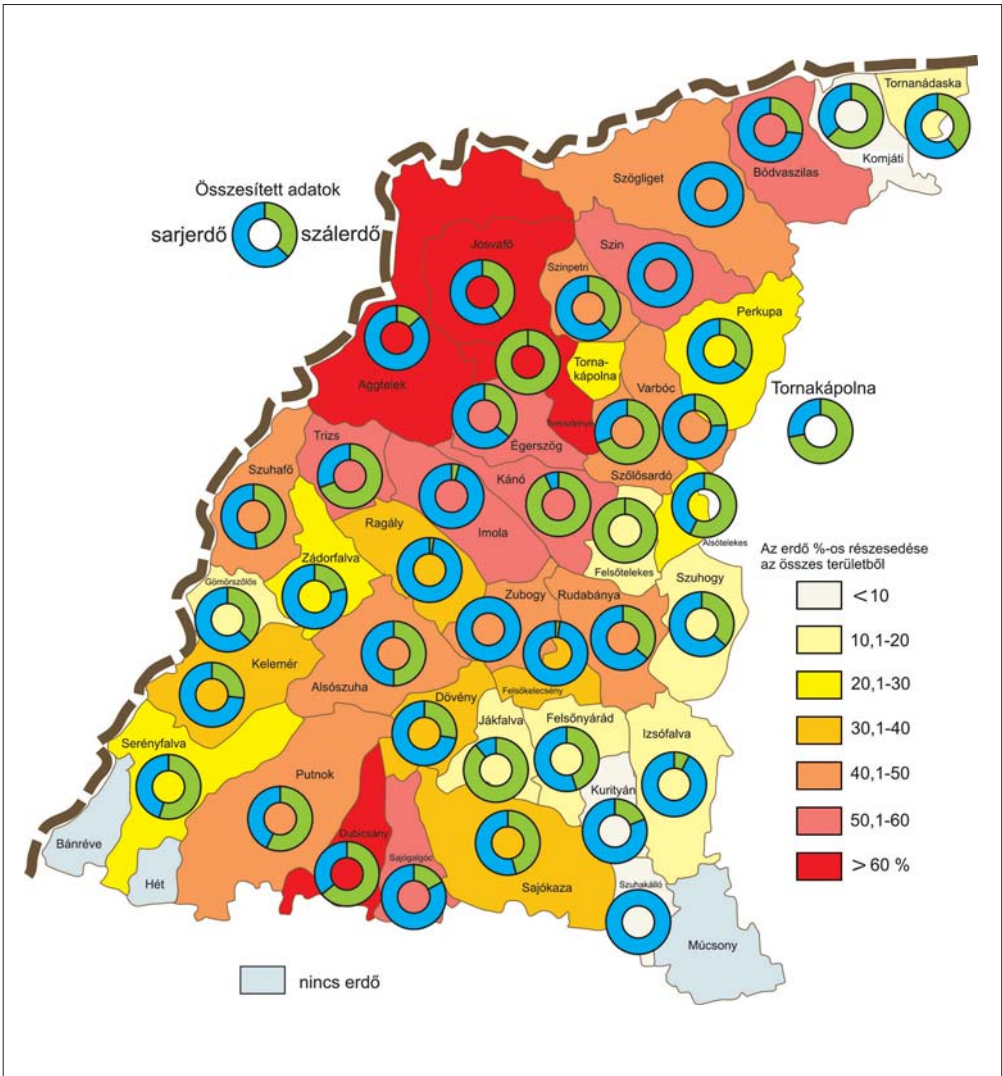 Tornanádaska
Komjáti
Bódvaszilas
Szögliget
Összesített adatok
sarjerdő
szálerdő
Jósvafő
Szin
Szinpetri
Perkupa
Aggtelek
Torna-
kápolna
Varbóc
Tornakápolna
Égerszög
Trizs
Szőlősardó
Szuhafő
Kánó
Imola
Ragály
Alsótelekes
Zádorfalva
Felsőtelekes
Szuhogy
Gömörszőlős
Zubogy
Rudabánya
Kelemér
Alsószuha
Felsőkelecsény
Dövény
Jákfalva
Felsőnyárád
Izsófalva
Serényfalva
Putnok
Kurityán
Bánréve
Hét
Dubicsány
Sajógalgóc
Sajókaza
Szuhakálló
Múcsony
Az erdő %-os részesedése
az összes területből
<10
10,1-20
20,1-30
30,1-40
40,1-50
50,1-60
> 60 %
nincs erdő